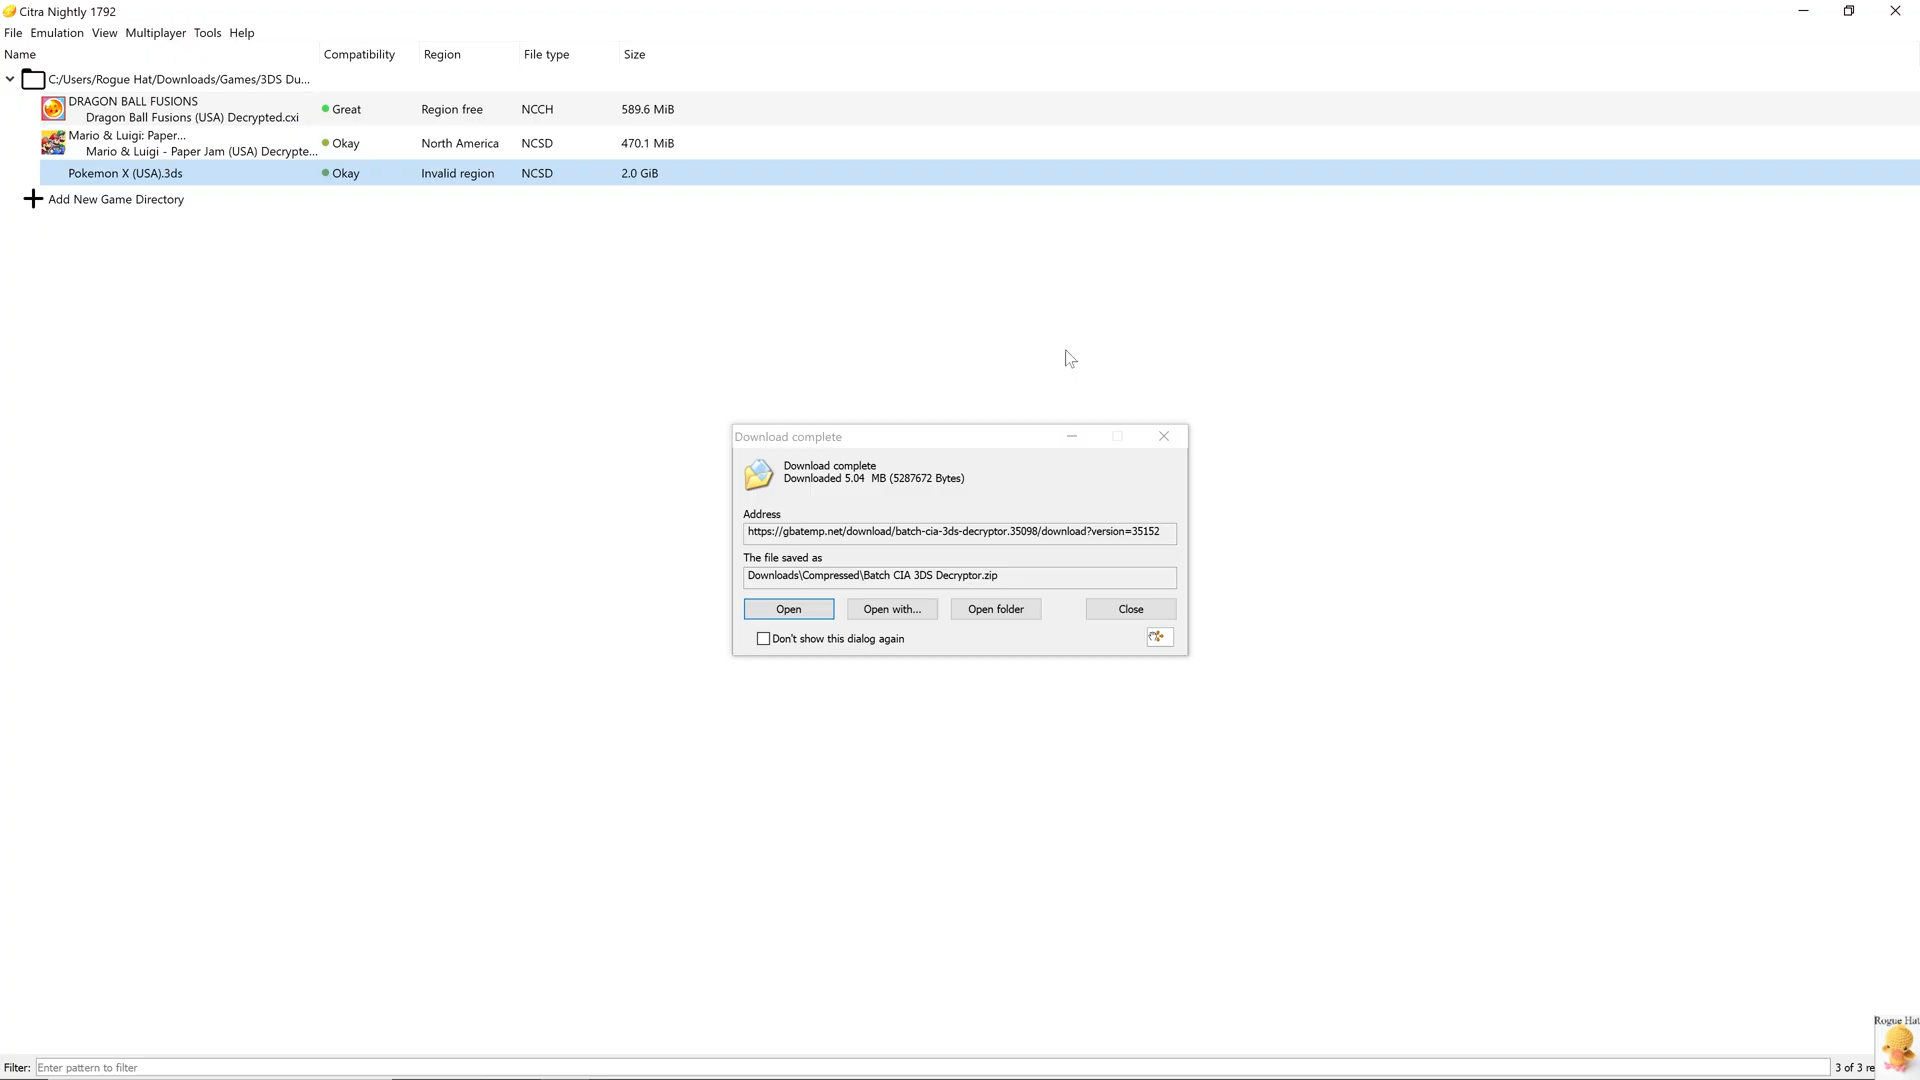 Citra Nightly 1792
File Emulation View Multiplayer Tools Help
Name Compatibility Region File type Size
C:/Users/Rogue Hat/Downloads/Games/3DS Du...
DRAGON BALL FUSIONS
Dragon Ball Fusions (USA) Decrypted.cxi Great Region free NCCH 589.6 MiB
Mario & Luigi: Paper...
Mario & Luigi - Paper Jam (USA) Decrypte... Okay North America NCSD 470.1 MiB
Pokemon X (USA).3ds Okay Invalid region NCSD 2.0 GiB
Add New Game Directory
Download complete
Download complete
Downloaded 5.04 MB (5287672 Bytes)
Address
https://gbatemp.net/download/batch-cia-3ds-decryptor.35098/download?version=35152
The file saved as
Downloads\Compressed\Batch CIA 3DS Decryptor.zip
Open Open with... Open folder Close
Don't show this dialog again
Rogue Hat
Filter: Enter pattern to filter 3 of 3 re